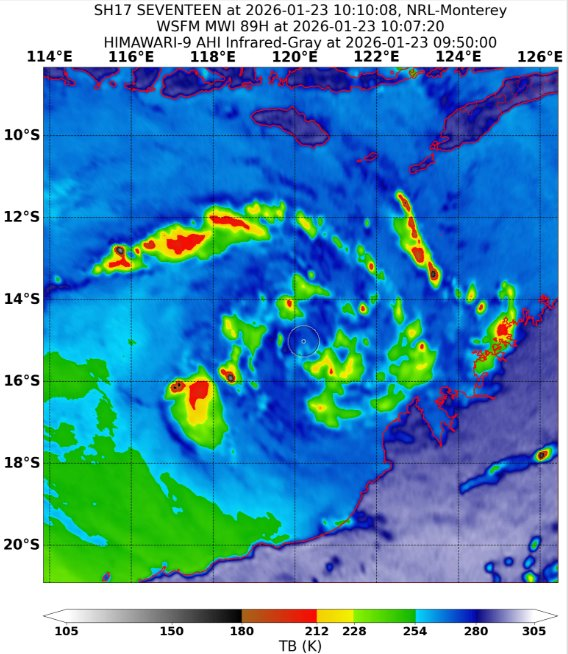 SH17 SEVENTEEN at 2026-01-23 10:10:08, NRL-Monterey
WSFM MWI 89H at 2026-01-23 10:07:20
HIMAWARI-9 AHI Infrared-Gray at 2026-01-23 09:50:00
114°E 116°E 118°E 120°E 122°E 124°E 126°E
10°S
12°S
14°S
16°S
18°S
20°S
105 150 180 212 228 254 280 305
TB (K)